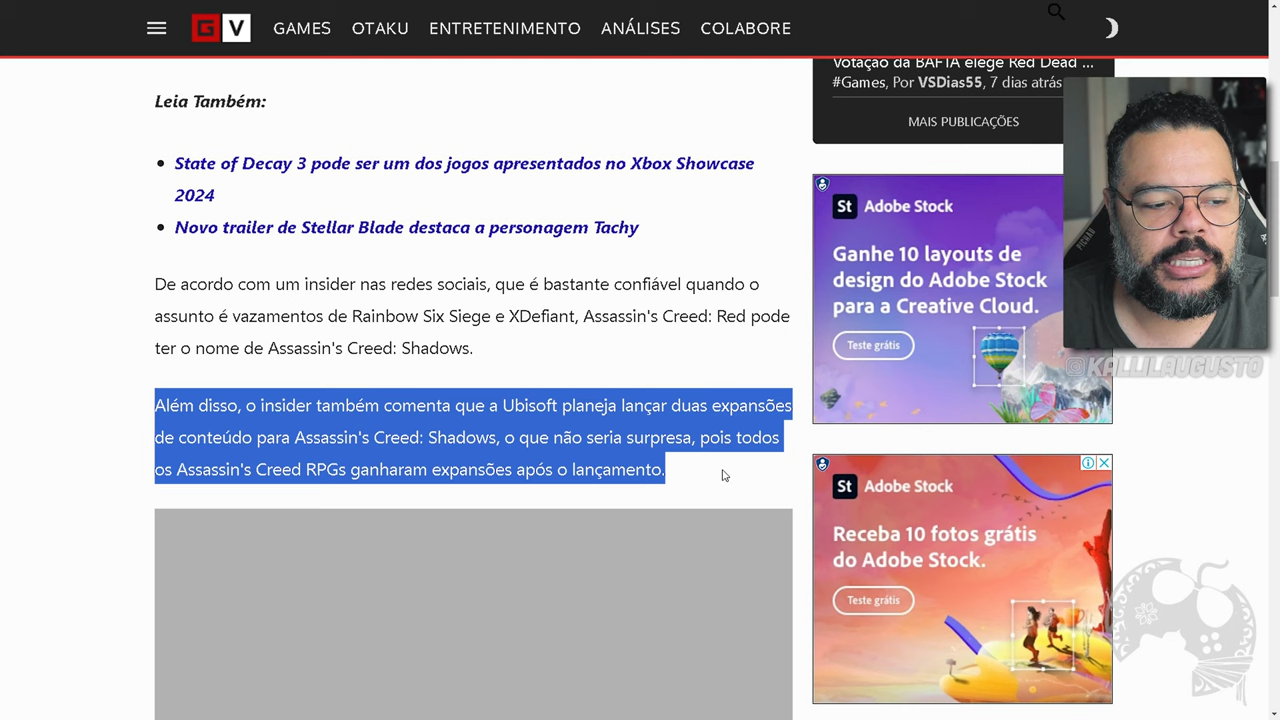 GV
GAMES
OTAKU
ENTRETENIMENTO
ANÁLISES
COLABORE
Leia Também:
State of Decay 3 pode ser um dos jogos apresentados no Xbox Showcase
2024
Novo trailer de Stellar Blade destaca a personagem Tachy
De acordo com um insider nas redes sociais, que é bastante confiável quando o
assunto é vazamentos de Rainbow Six Siege e XDefiant, Assassin's Creed: Red pode
ter o nome de Assassin's Creed: Shadows.
Além disso, o insider também comenta que a Ubisoft planeja lançar duas expansões
de conteúdo para Assassin's Creed: Shadows, o que não seria surpresa, pois todos
os Assassin's Creed RPGs ganharam expansões após o lançamento.
Votação da BAFTA elege Red Dead ...
#Games, Por VSDias55, 7 dias atrás
MAIS PUBLICAÇÕES
St Adobe Stock
Ganhe 10 layouts de
design do Adobe Stock
para a Creative Cloud.
Teste grátis
St Adobe Stock
Receba 10 fotos grátis
do Adobe Stock.
Teste grátis
PICHAU
@KALLILAUGUSTO